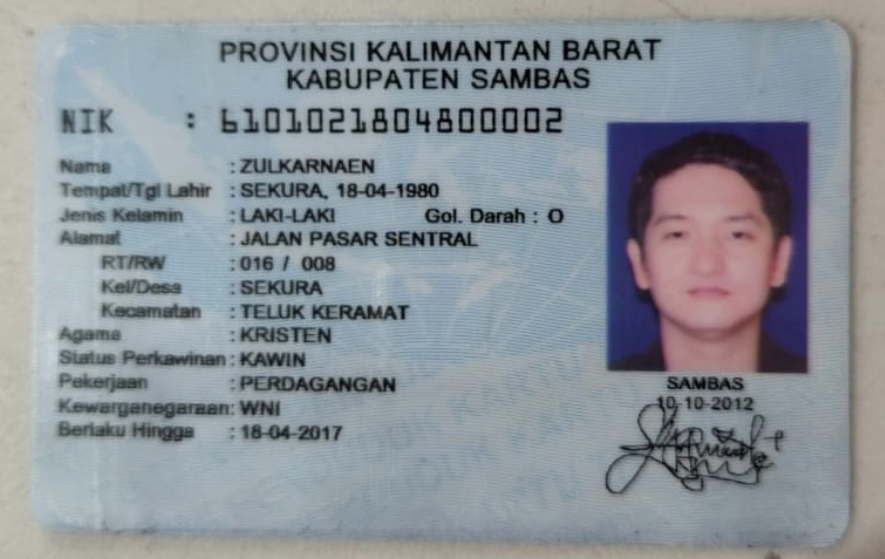 PROVINSI KALIMANTAN BARAT
KABUPATEN SAMBAS
NIK : 6101021804800002
Nama : ZULKARNAEN
Tempat/Tgl Lahir : SEKURA, 18-04-1980
Jenis Kelamin : LAKI-LAKI Gol. Darah : O
Alamat : JALAN PASAR SENTRAL
RT/RW : 016 / 008
Kel/Desa : SEKURA
Kecamatan : TELUK KERAMAT
Agama : KRISTEN
Status Perkawinan : KAWIN
Pekerjaan : PERDAGANGAN
Kewarganegaraan : WNI
Berlaku Hingga : 18-04-2017
SAMBAS
10-10-2012